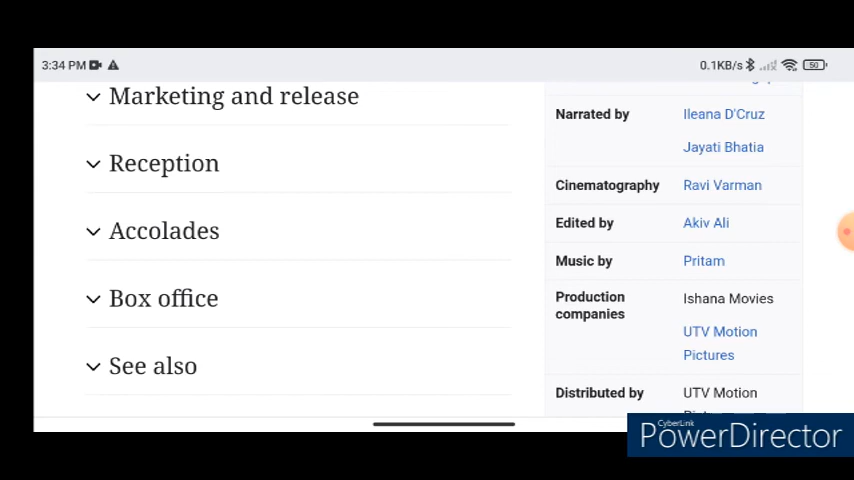 3:34 PM
0.1KB/s
50
Marketing and release
Reception
Accolades
Box office
See also
Narrated by
Ileana D'Cruz
Jayati Bhatia
Cinematography
Ravi Varman
Edited by
Akiv Ali
Music by
Pritam
Production
companies
Ishana Movies
UTV Motion
Pictures
Distributed by
UTV Motion
CyberLink
PowerDirector